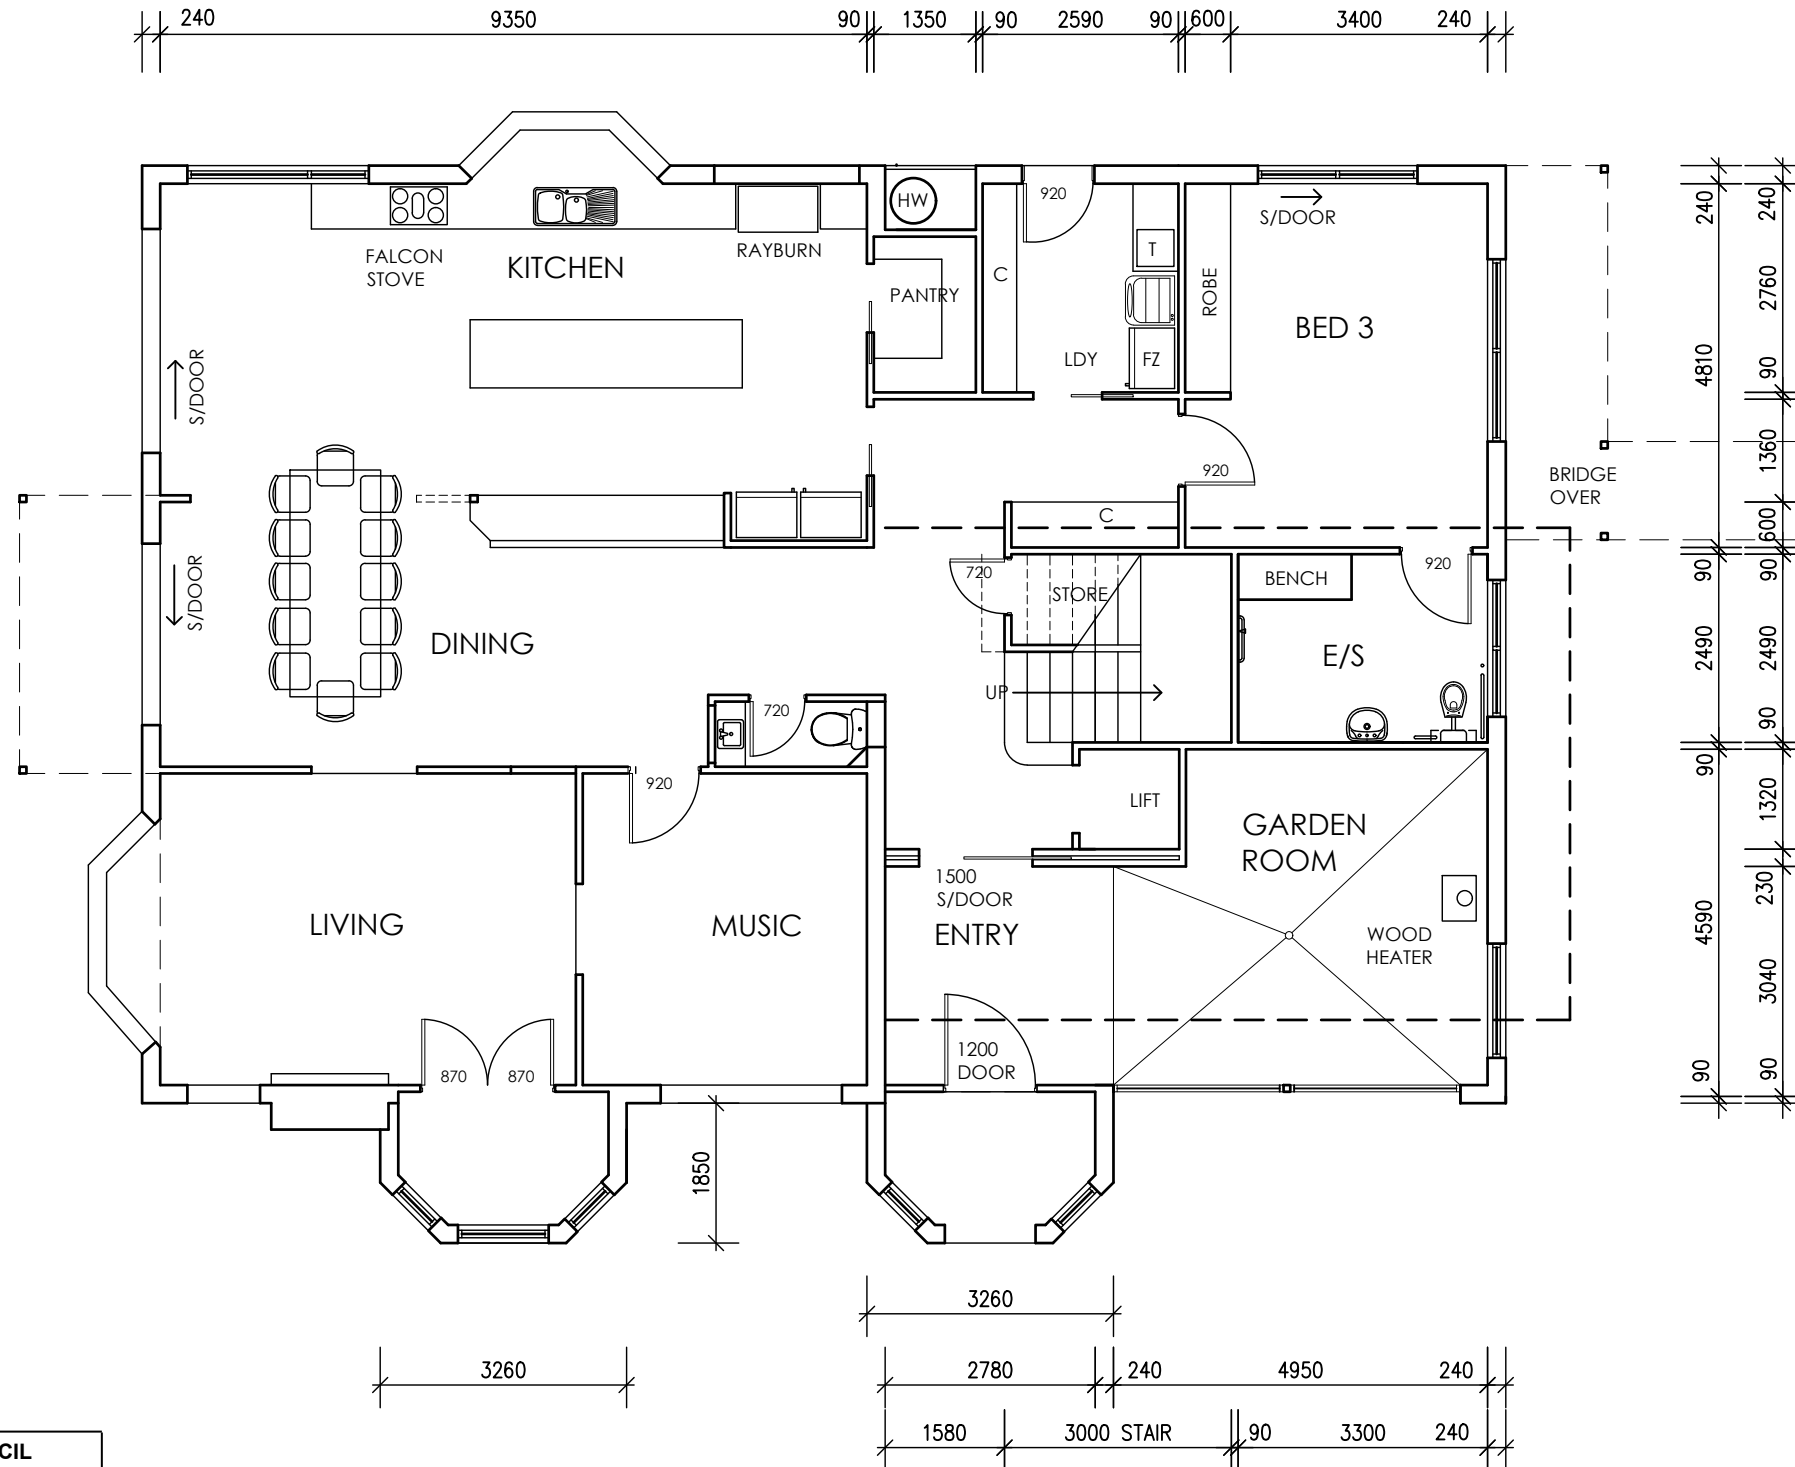 240 9350 90 1350 90 2590 90 600 3400 240
HW
920
T
C
ROBE
S/DOOR
FALCON
STOVE
KITCHEN
RAYBURN
PANTRY
LDY
FZ
BED 3
S/DOOR
920
C
BRIDGE
OVER
S/DOOR
DINING
720
STORE
UP
BENCH
920
E/S
720
920
LIFT
GARDEN
ROOM
LIVING
MUSIC
1500
S/DOOR
ENTRY
WOOD
HEATER
870 870
1200
DOOR
240
4810
90
2490
90
4590
90
240
2760
90
1360
600
90
2490
90
1320
230
3040
90
1850
3260
3260
2780 240 4950 240
1580 3000 STAIR 90 3300 240
CIL